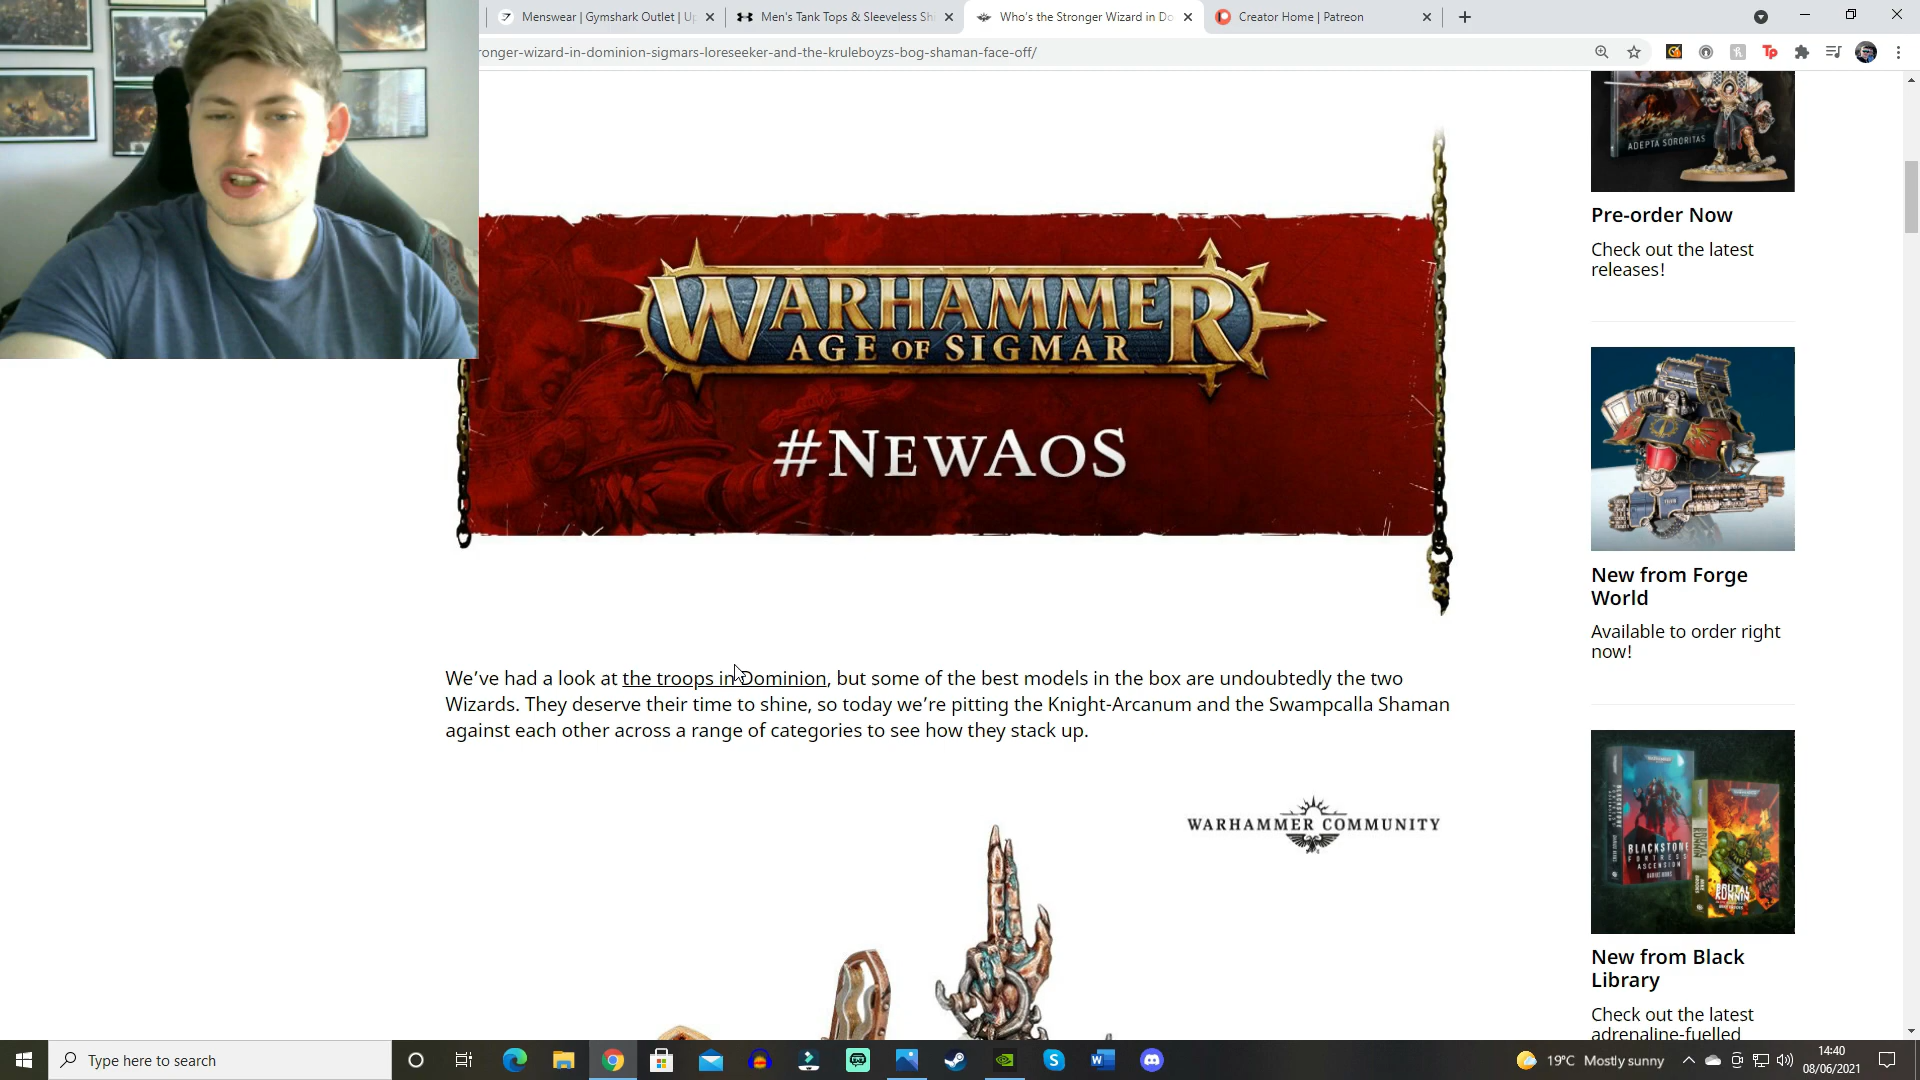 Menswear | Gymshark Outlet | U
Men's Tank Tops & Sleeveless Sh
Who's the Stronger Wizard in Do
Creator Home | Patreon
ronger-wizard-in-dominion-sigmars-loreseeker-and-the-kruleboyzs-bog-shaman-face-off/
ADEPTA SORORITAS
Pre-order Now
Check out the latest
releases!
WARHAMMER
AGE OF SIGMAR
#NEWAOS
New from Forge
World
Available to order right
now!
We've had a look at the troops in Dominion, but some of the best models in the box are undoubtedly the two
Wizards. They deserve their time to shine, so today we're pitting the Knight-Arcanum and the Swampcalla Shaman
against each other across a range of categories to see how they stack up.
WARHAMMER COMMUNITY
BLACKSTONE
FORTRESS
ASCENSION
BRUTAL
KUNNIN
New from Black
Library
Check out the latest
adrenaline-fuelled
Type here to search
19°C Mostly sunny
14:40
08/06/2021